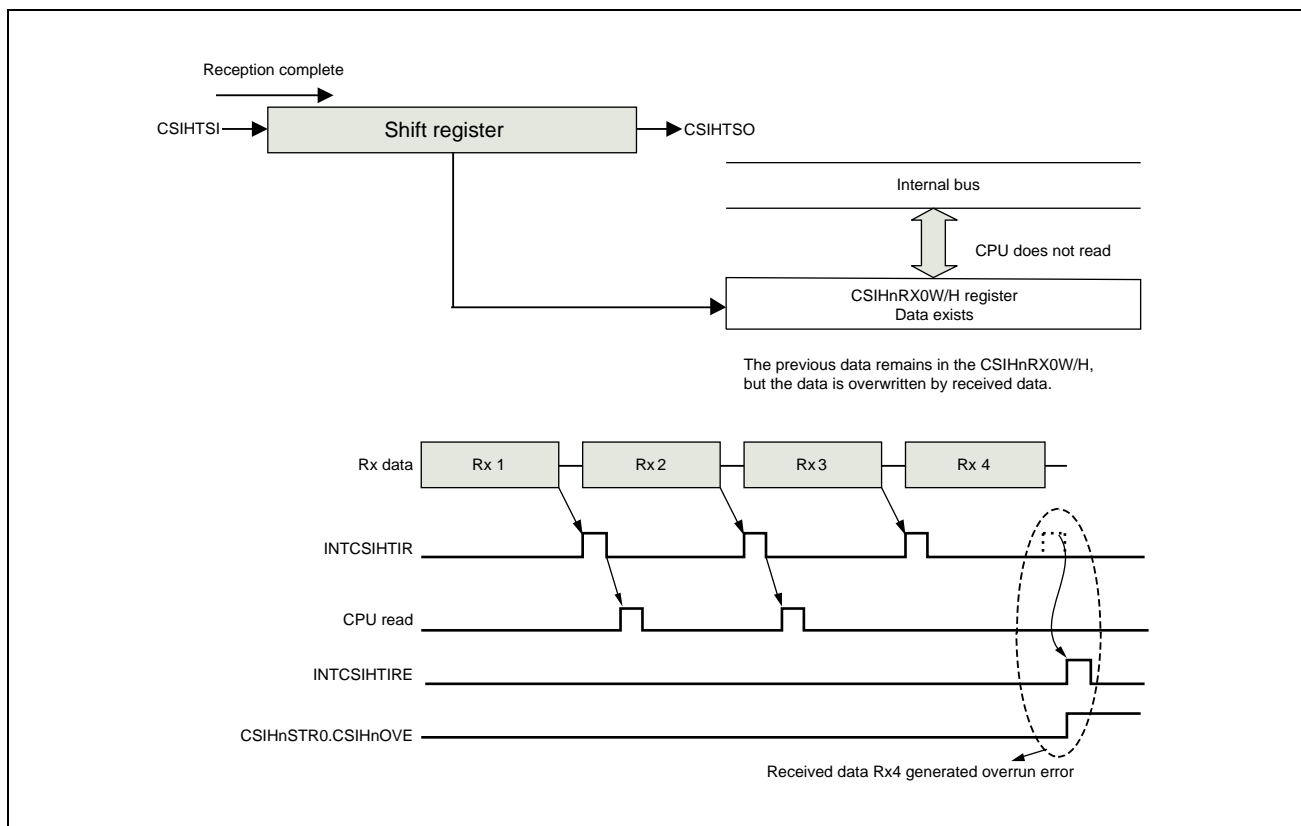 Reception complete
CSIHTSI
Shift register
CSIHTSO
Internal bus
CPU does not read
CSIHnRX0W/H register
Data exists
The previous data remains in the CSIHnRX0W/H,
but the data is overwritten by received data.
Rx data
Rx 1
Rx 2
Rx 3
Rx 4
INTCSIHTIR
CPU read
INTCSIHTIRE
CSIHnSTR0.CSIHnOVE
Received data Rx4 generated overrun error